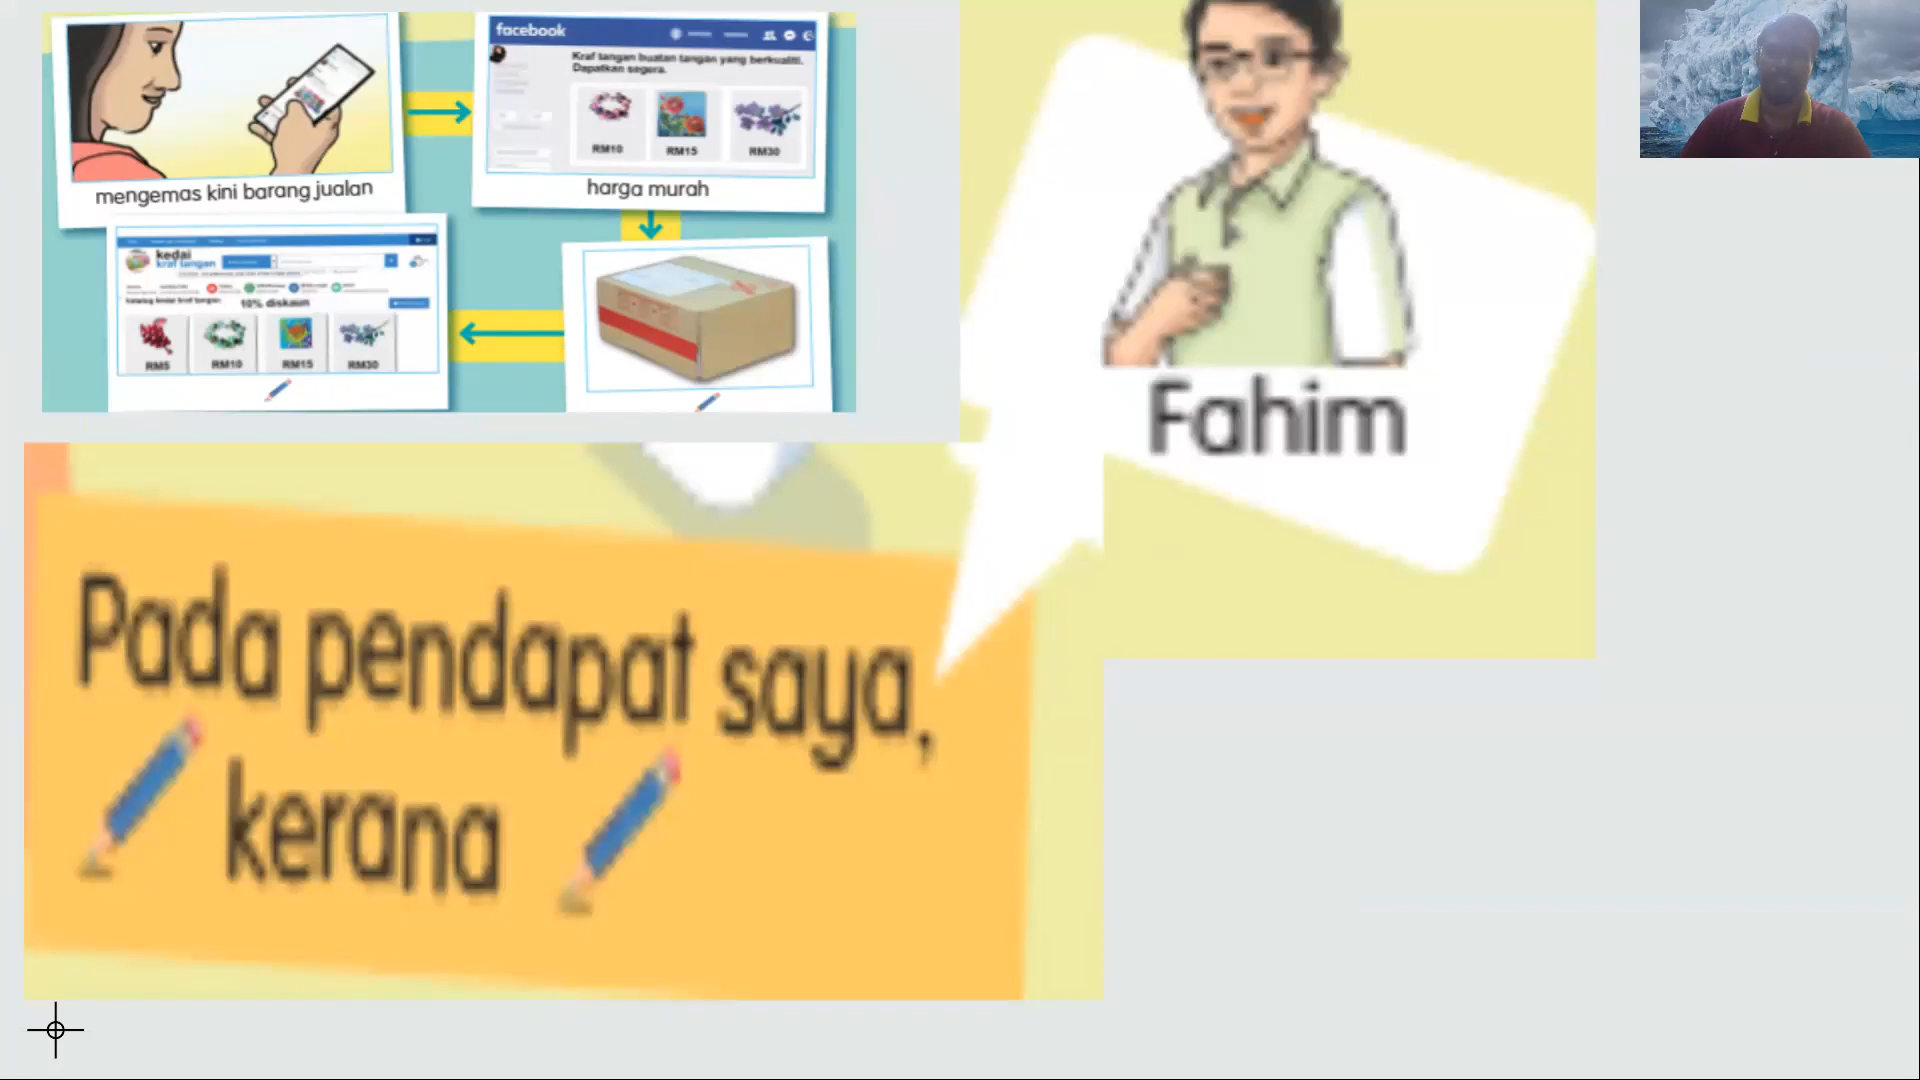 mengemas kini barang jualan
facebook
Kraf tangan buatan tangan yang berkualiti.
Dapatkan segera.
RM10 RM15 RM30
harga murah
kedai
kraf tangan
10% diskaun
RM5 RM10 RM15 RM30
Fahim
Pada pendapat saya,
kerana